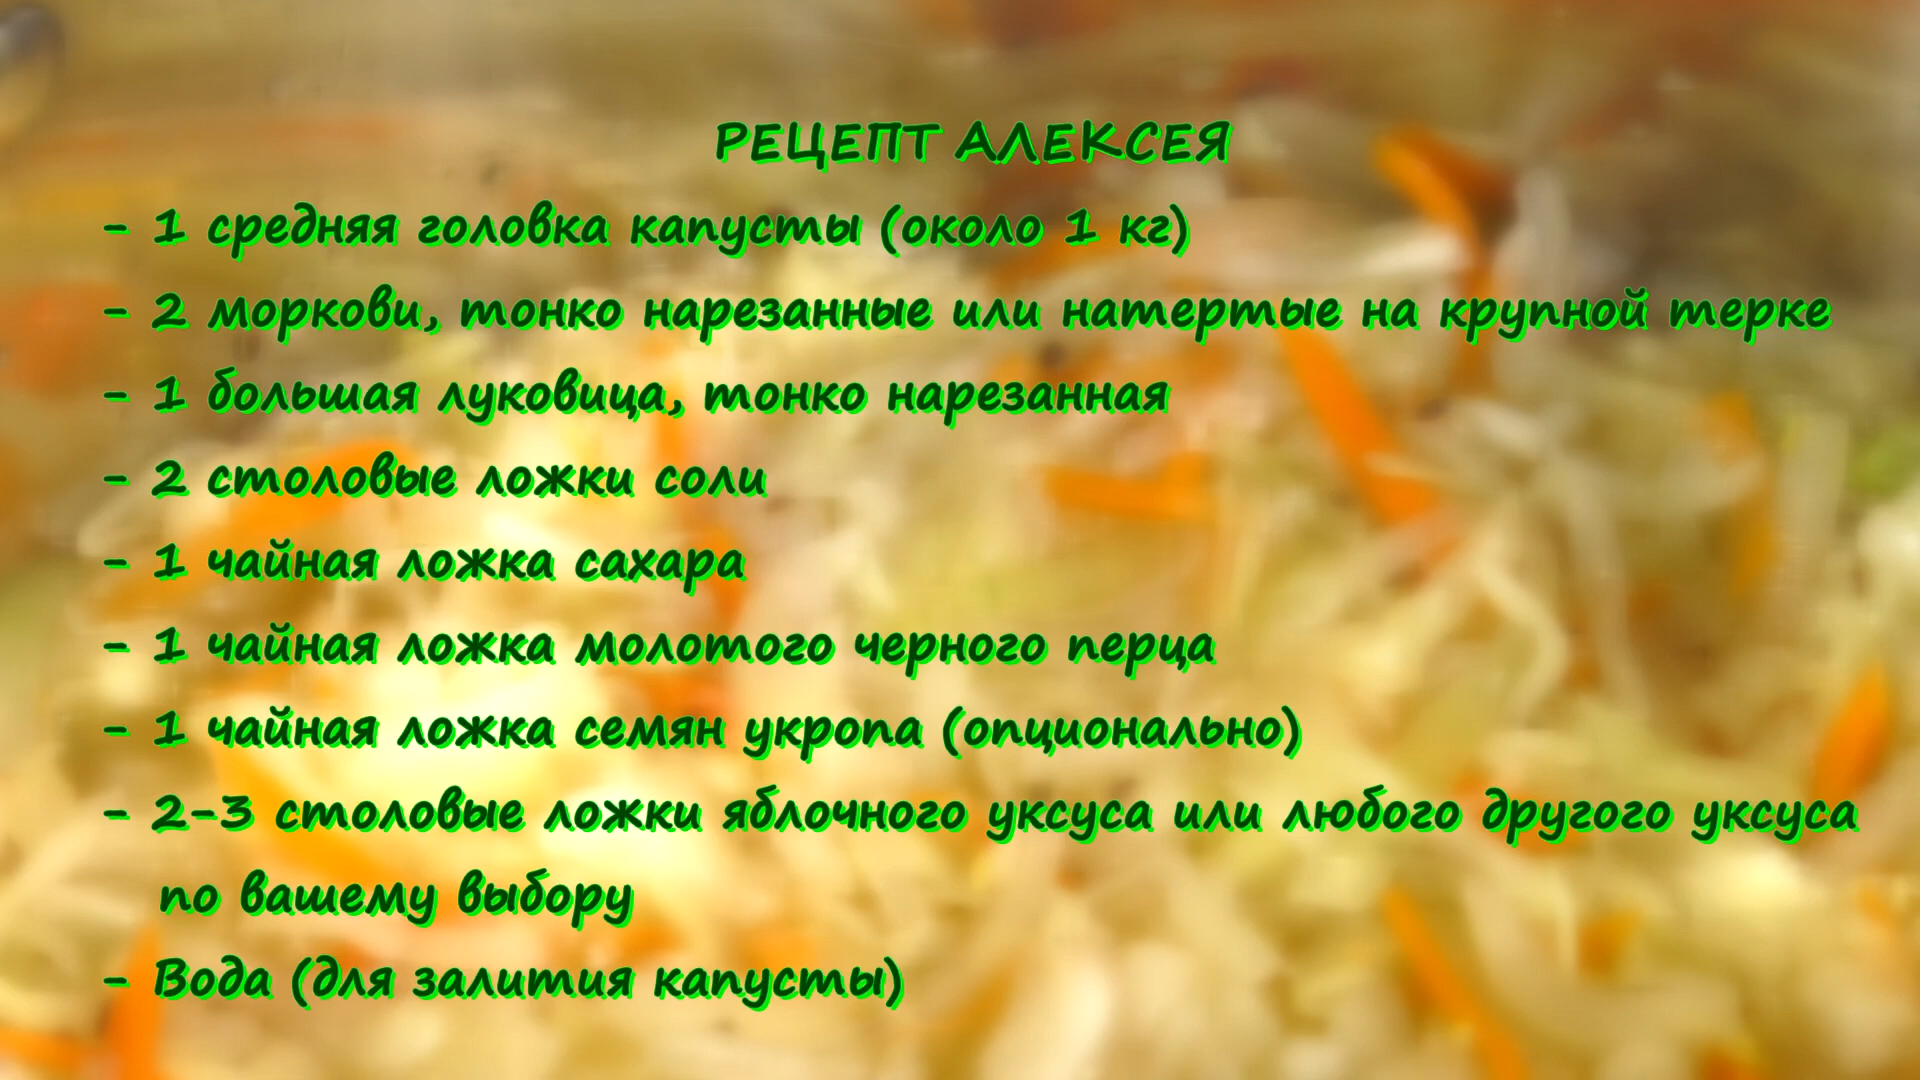 РЕЦЕПТ АЛЕКСЕЯ
- 1 средняя головка капусты (около 1 кг)
- 2 моркови, тонко нарезанные или натертые на крупной терке
- 1 большая луковица, тонко нарезанная
- 2 столовые ложки соли
- 1 чайная ложка сахара
- 1 чайная ложка молотого черного перца
- 1 чайная ложка семян укропа (опционально)
- 2-3 столовые ложки яблочного уксуса или любого другого уксуса
по вашему выбору
- Вода (для залития капусты)